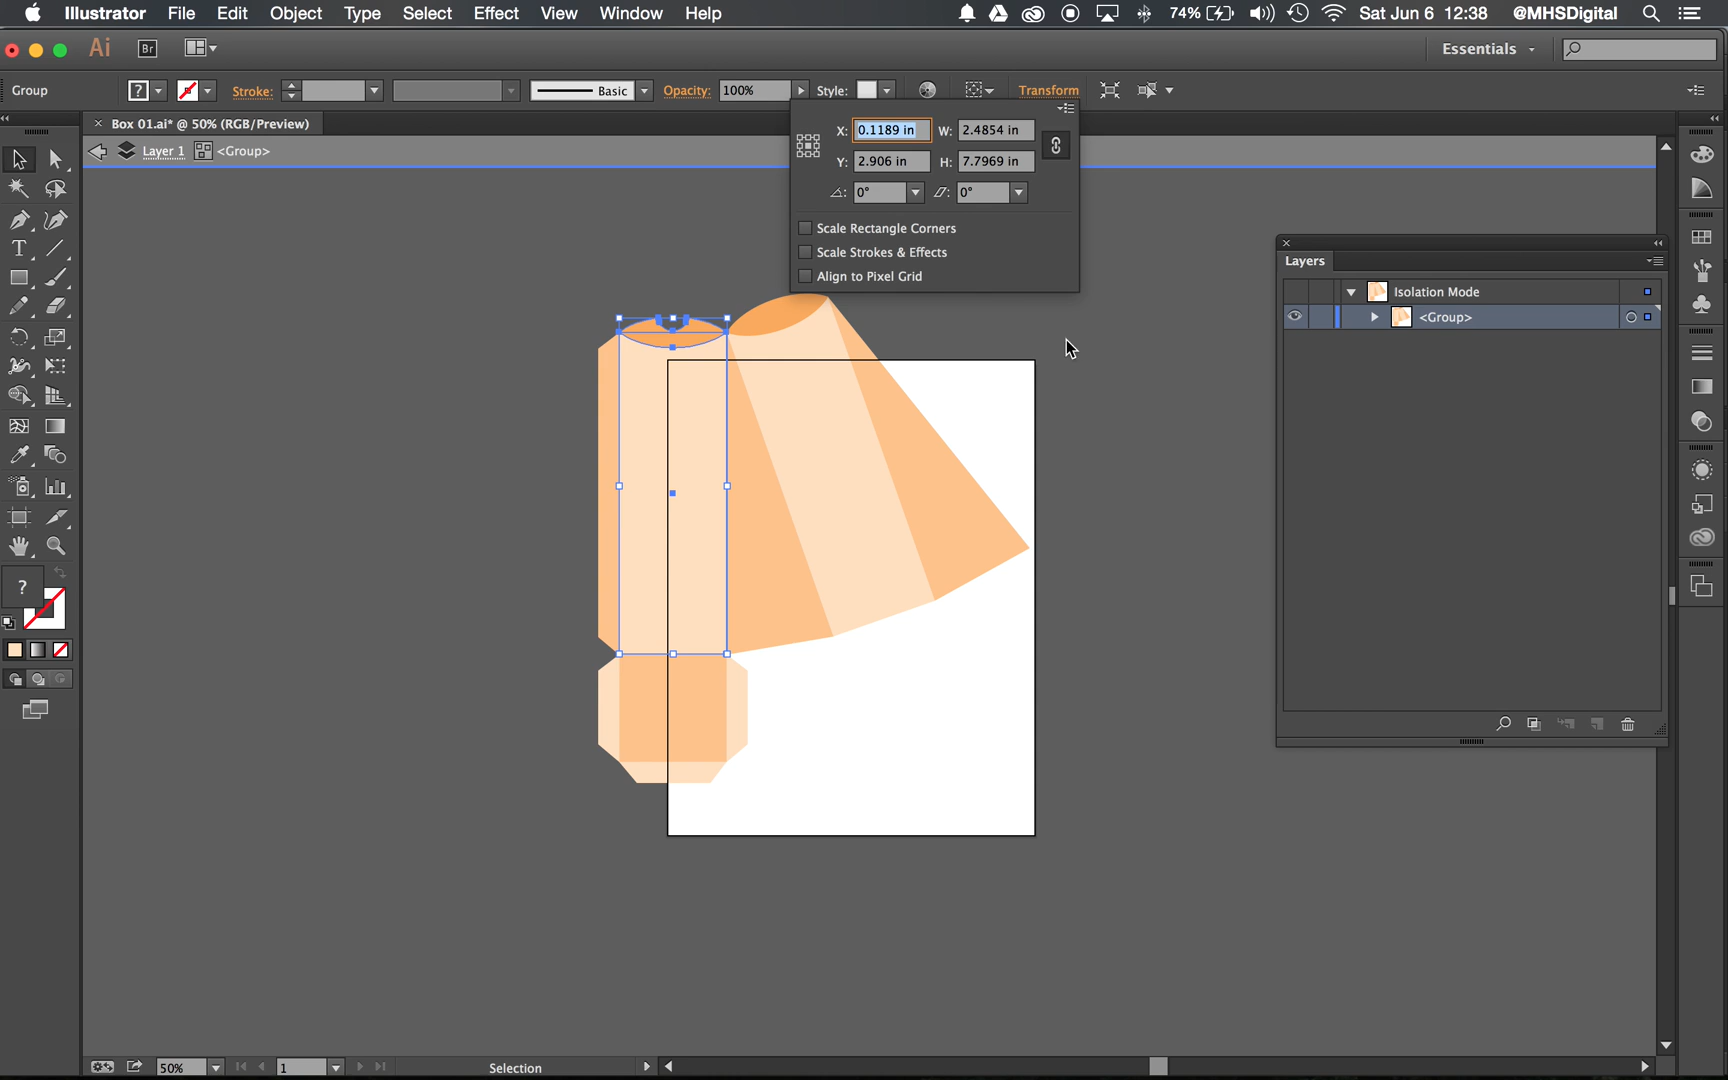 Illustrator File Edit Object Type Select Effect View Window Help 74% Sat Jun 6 12:38 @MHSDigital
Ai Br Essentials
Group ? Stroke: Basic Opacity: 100% Style: Transform
× Box 01.ai* @ 50% (RGB/Preview)
Layer 1 <Group>
X: 0.1189 in W: 2.4854 in
Y: 2.906 in H: 7.7969 in
0° 0°
Scale Rectangle Corners
Scale Strokes & Effects
Align to Pixel Grid
Layers
Isolation Mode
<Group>
T
?
50% 1 Selection